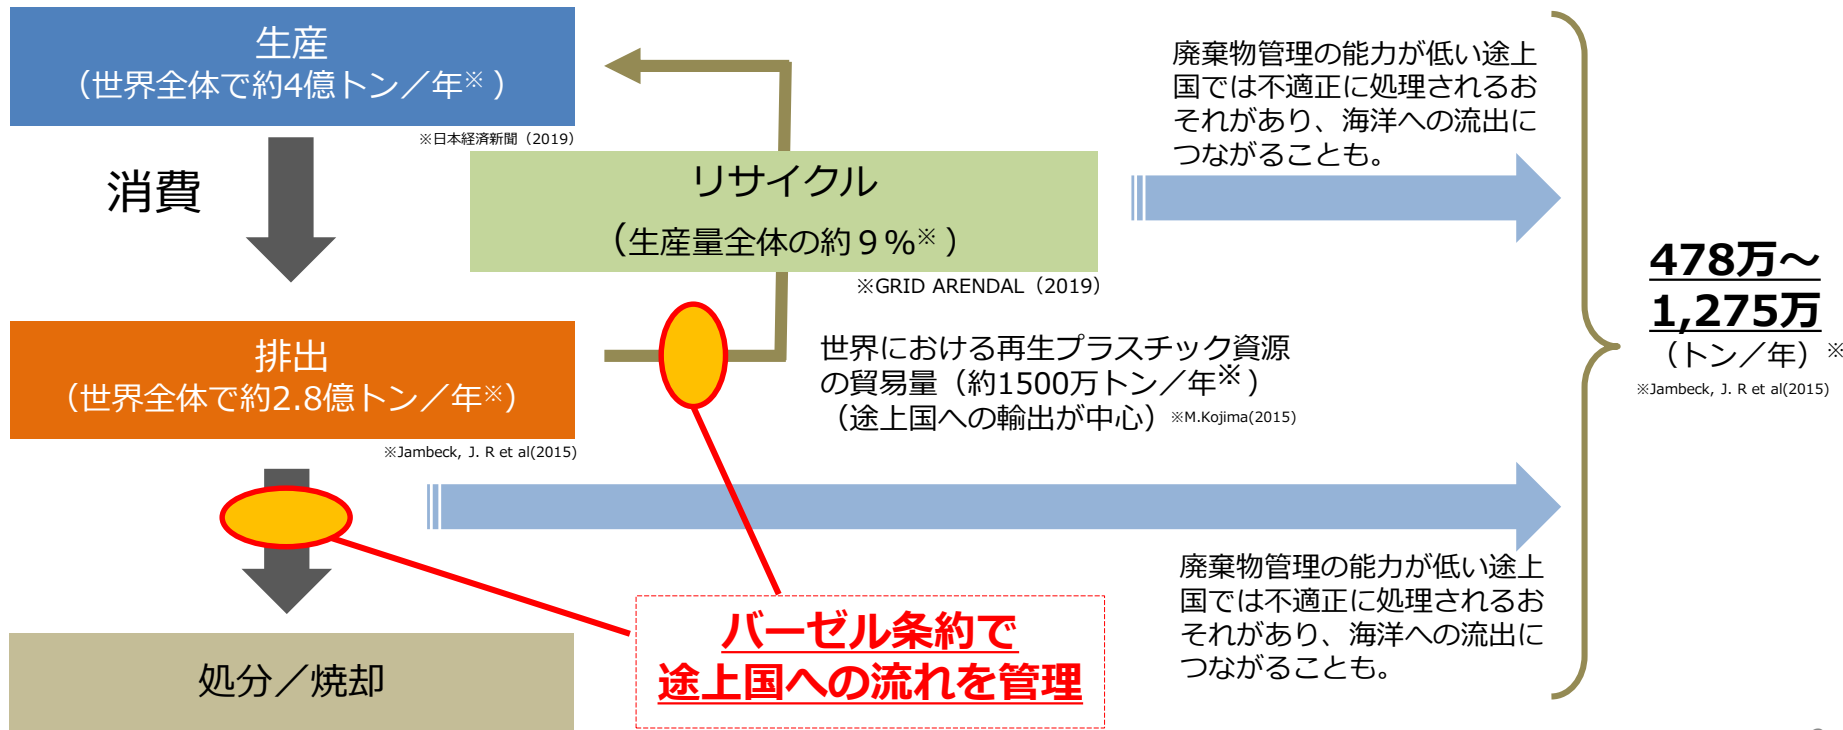 生産
（世界全体で約4億トン／年※ ）
※日本経済新聞（2019）
消費
リサイクル
（生産量全体の約９%※ ）
※GRID ARENDAL（2019）
排出
（世界全体で約2.8億トン／年※）
※Jambeck, J. R et al(2015)
世界における再生プラスチック資源
の貿易量（約1500万トン／年※）
（途上国への輸出が中心）※M.Kojima(2015)
処分／焼却
バーゼル条約で
途上国への流れを管理
廃棄物管理の能力が低い途上
国では不適正に処理されるお
それがあり、海洋への流出に
つながることも。
廃棄物管理の能力が低い途上
国では不適正に処理されるお
それがあり、海洋への流出に
つながることも。
478万～
1,275万
（トン／年）※
※Jambeck, J. R et al(2015)